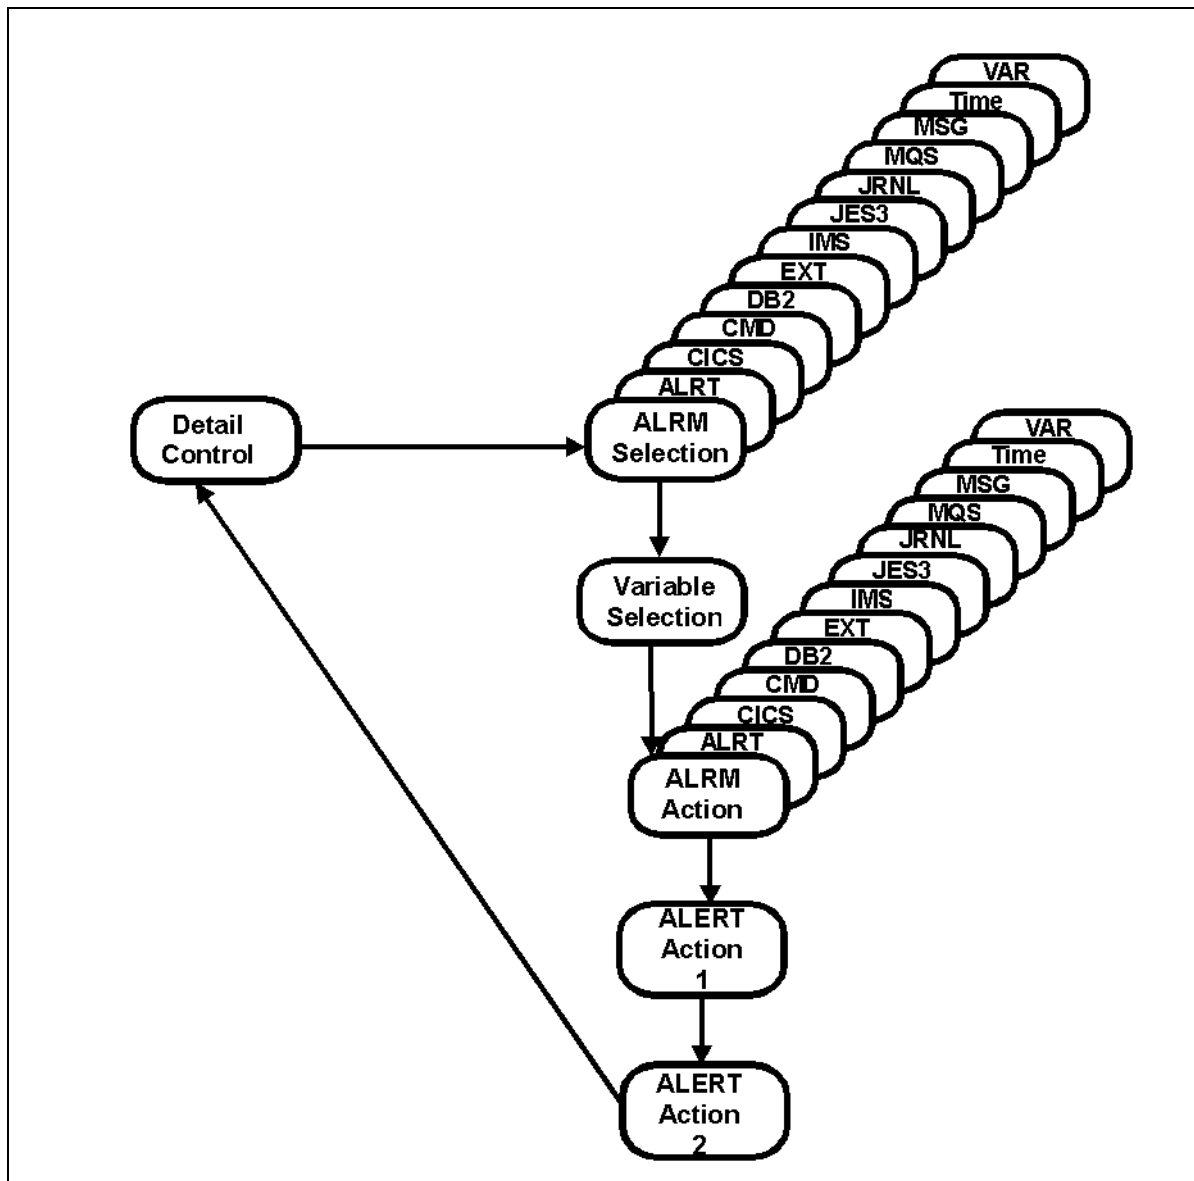 VAR
Time
MSG
MQS
JRNL
JES3
IMS
EXT
DB2
CMD
CICS
ALRT
ALRM
Selection
Detail
Control
VAR
Time
MSG
MQS
JRNL
JES3
IMS
EXT
DB2
CMD
CICS
ALRT
ALRM
Action
Variable
Selection
ALERT
Action
1
ALERT
Action
2